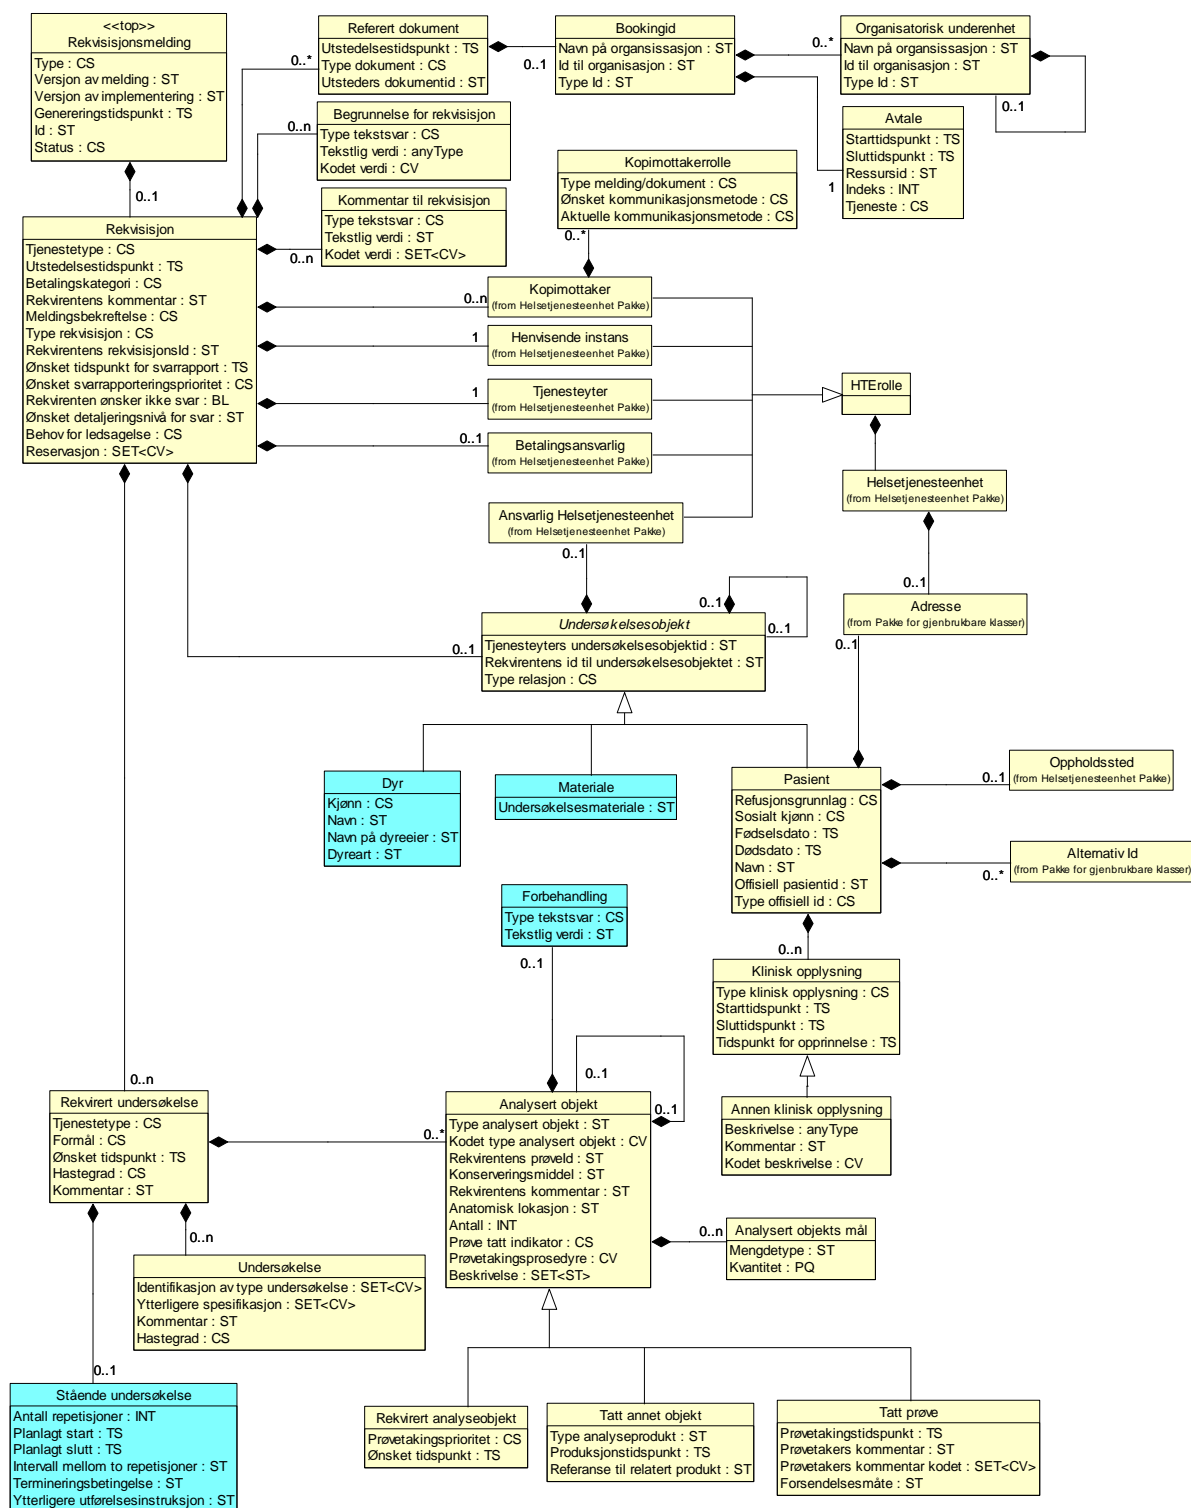 <<top>>
Rekvisisjonsmelding
Type : CS
Versjon av melding : ST
Versjon av implementering : ST
Genereringstidspunkt : TS
Id : ST
Status : CS
0..1
Referert dokument
Utstedelsestidspunkt : TS
Type dokument : CS
Utsteders dokumentid : ST
0..*
0..1
Bookingid
Navn på organsissasjon : ST
Id til organisasjon : ST
Type Id : ST
0..*
Organisatorisk underenhet
Navn på organsissasjon : ST
Id til organisasjon : ST
Type Id : ST
0..1
Avtale
Starttidspunkt : TS
Sluttidspunkt : TS
Ressursid : ST
Indeks : INT
Tjeneste : CS
1
Begrunnelse for rekvisisjon
Type tekstsvar : CS
Tekstlig verdi : anyType
Kodet verdi : CV
0..n
Kommentar til rekvisisjon
Type tekstsvar : CS
Tekstlig verdi : ST
Kodet verdi : SET<CV>
0..n
Kopimottakerrolle
Type melding/dokument : CS
Ønsket kommunikasjonsmetode : CS
Aktuelle kommunikasjonsmetode : CS
0..*
Rekvisisjon
Tjenestetype : CS
Utstedelsestidspunkt : TS
Betalingskategori : CS
Rekvirentens kommentar : ST
Meldingsbekreftelse : CS
Type rekvisisjon : CS
Rekvirentens rekvisisjonsId : ST
Ønsket tidspunkt for svarrapport : TS
Ønsket svarrapporteringsprioritet : CS
Rekvirenten ønsker ikke svar : BL
Ønsket detaljeringsnivå for svar : ST
Behov for ledsagelse : CS
Reservasjon : SET<CV>
0..n
Kopimottaker
(from Helsetjenesteenhet Pakke)
1
Henvisende instans
(from Helsetjenesteenhet Pakke)
1
Tjenesteyter
(from Helsetjenesteenhet Pakke)
0..1
Betalingsansvarlig
(from Helsetjenesteenhet Pakke)
HTErolle
Helsetjenesteenhet
(from Helsetjenesteenhet Pakke)
0..1
Ansvarlig Helsetjenesteenhet
(from Helsetjenesteenhet Pakke)
0..1
Adresse
(from Pakke for gjenbrukbare klasser)
0..1
Undersøkelsesobjekt
Tjenesteyters undersøkelsesobjektid : ST
Rekvirentens id til undersøkelsesobjektet : ST
Type relasjon : CS
0..1
0..1
0..1
Dyr
Kjønn : CS
Navn : ST
Navn på dyreeier : ST
Dyreart : ST
Materiale
Undersøkelsesmateriale : ST
Pasient
Refusjonsgrunnlag : CS
Sosialt kjønn : CS
Fødselsdato : TS
Dødsdato : TS
Navn : ST
Offisiell pasientid : ST
Type offisiell id : CS
0..1
Oppholdssted
(from Helsetjenesteenhet Pakke)
0..*
Alternativ Id
(from Pakke for gjenbrukbare klasser)
0..n
Klinisk opplysning
Type klinisk opplysning : CS
Starttidspunkt : TS
Sluttidspunkt : TS
Tidspunkt for opprinnelse : TS
Annen klinisk opplysning
Beskrivelse : anyType
Kommentar : ST
Kodet beskrivelse : CV
Forbehandling
Type tekstsvar : CS
Tekstlig verdi : ST
0..1
0..n
Rekvirert undersøkelse
Tjenestetype : CS
Formål : CS
Ønsket tidspunkt : TS
Hastegrad : CS
Kommentar : ST
0..*
Analysert objekt
Type analysert objekt : ST
Kodet type analysert objekt : CV
Rekvirentens prøveId : ST
Konserveringsmiddel : ST
Rekvirentens kommentar : ST
Anatomisk lokasjon : ST
Antall : INT
Prøve tatt indikator : CS
Prøvetakingsprosedyre : CV
Beskrivelse : SET<ST>
0..1
0..1
0..n
Analysert objekts mål
Mengdetype : ST
Kvantitet : PQ
0..n
Undersøkelse
Identifikasjon av type undersøkelse : SET<CV>
Ytterligere spesifikasjon : SET<CV>
Kommentar : ST
Hastegrad : CS
0..1
Stående undersøkelse
Antall repetisjoner : INT
Planlagt start : TS
Planlagt slutt : TS
Intervall mellom to repetisjoner : ST
Termineringsbetingelse : ST
Ytterligere utførelsesinstruksjon : ST
Rekvirert analyseobjekt
Prøvetakingsprioritet : CS
Ønsket tidspunkt : TS
Tatt annet objekt
Type analyseprodukt : ST
Produksjonstidspunkt : TS
Referanse til relatert produkt : ST
Tatt prøve
Prøvetakingstidspunkt : TS
Prøvetakers kommentar : ST
Prøvetakers kommentar kodet : SET<CV>
Forsendelsesmåte : ST